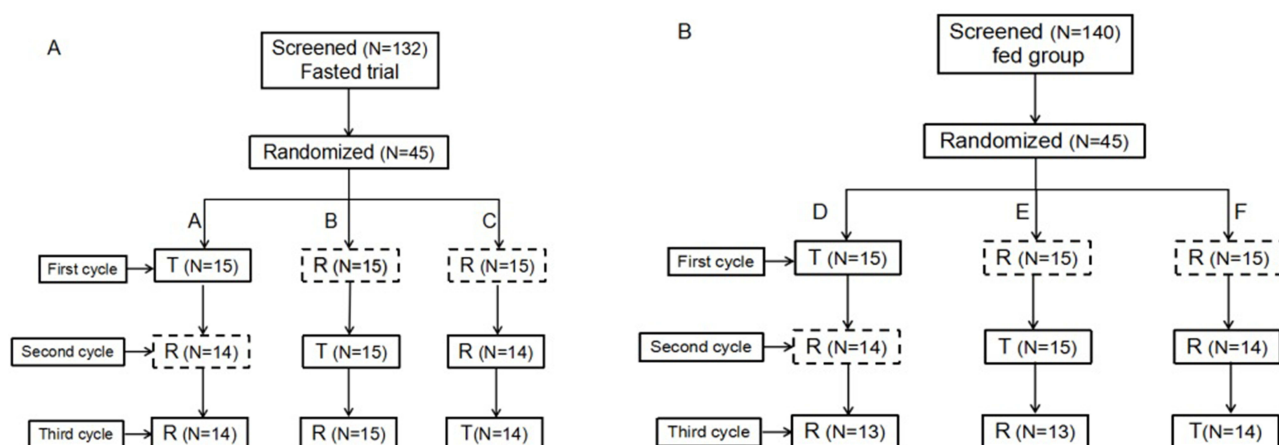 A
Screened (N=132)
Fasted trial
Randomized (N=45)
A
B
C
First cycle
T (N=15)
R (N=15)
R (N=15)
Second cycle
R (N=14)
T (N=15)
R (N=14)
Third cycle
R (N=14)
R (N=15)
T(N=14)
B
Screened (N=140)
fed group
Randomized (N=45)
D
E
F
First cycle
T (N=15)
R (N=15)
R (N=15)
Second cycle
R (N=14)
T (N=15)
R (N=14)
Third cycle
R (N=13)
R (N=13)
T (N=14)